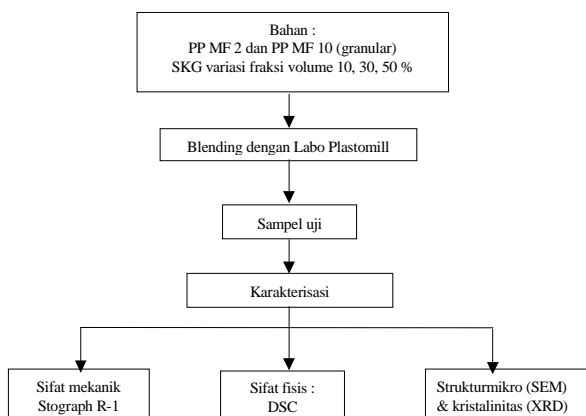 Bahan :
PP MF 2 dan PP MF 10 (granular)
SKG variasi fraksi volume 10, 30, 50 %
Blending dengan Labo Plastomill
Sampel uji
Karakterisasi
Sifat mekanik
Stograph R-1
Sifat fisis :
DSC
Strukturmikro (SEM)
& kristalinitas (XRD)